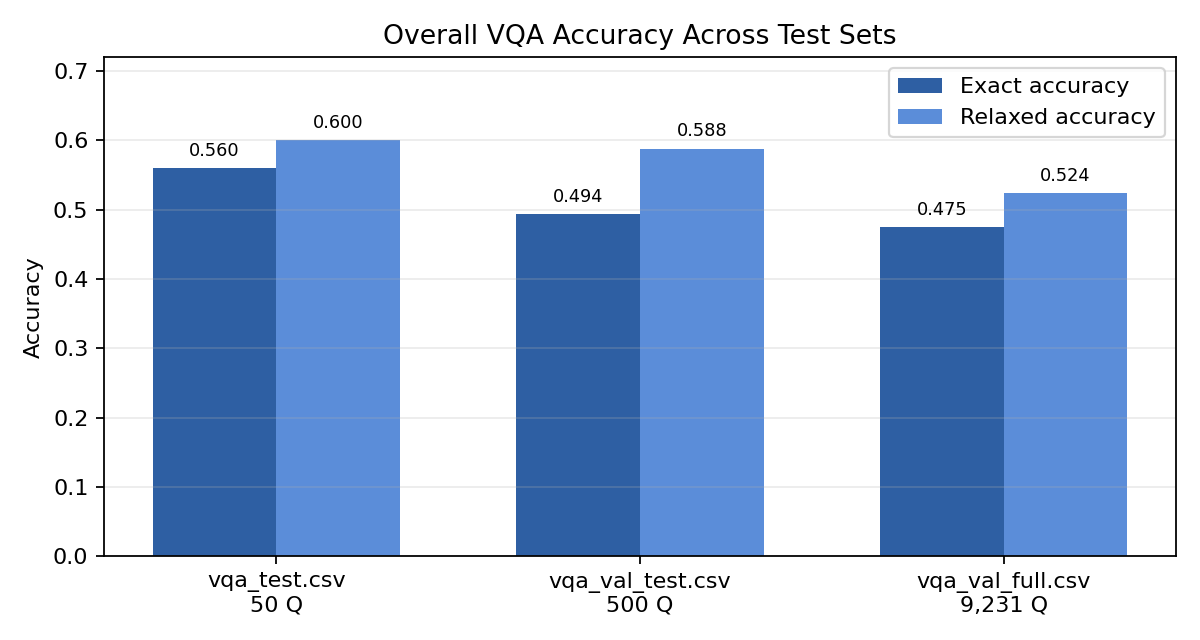 Overall VQA Accuracy Across Test Sets
Exact accuracy
Relaxed accuracy
Accuracy
0.7
0.6
0.5
0.4
0.3
0.2
0.1
0.0
0.560
0.600
0.494
0.588
0.475
0.524
vqa_test.csv
50 Q
vqa_val_test.csv
500 Q
vqa_val_full.csv
9,231 Q